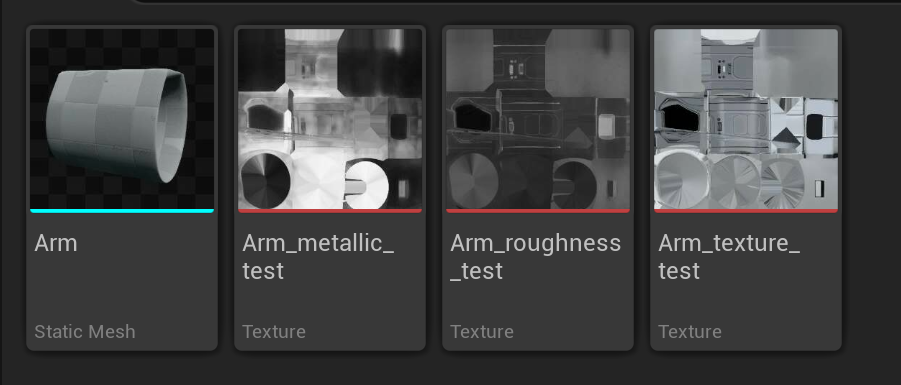 Arm
Static Mesh
Arm_metallic_
test
Texture
Arm_roughness
_test
Texture
Arm_texture_
test
Texture